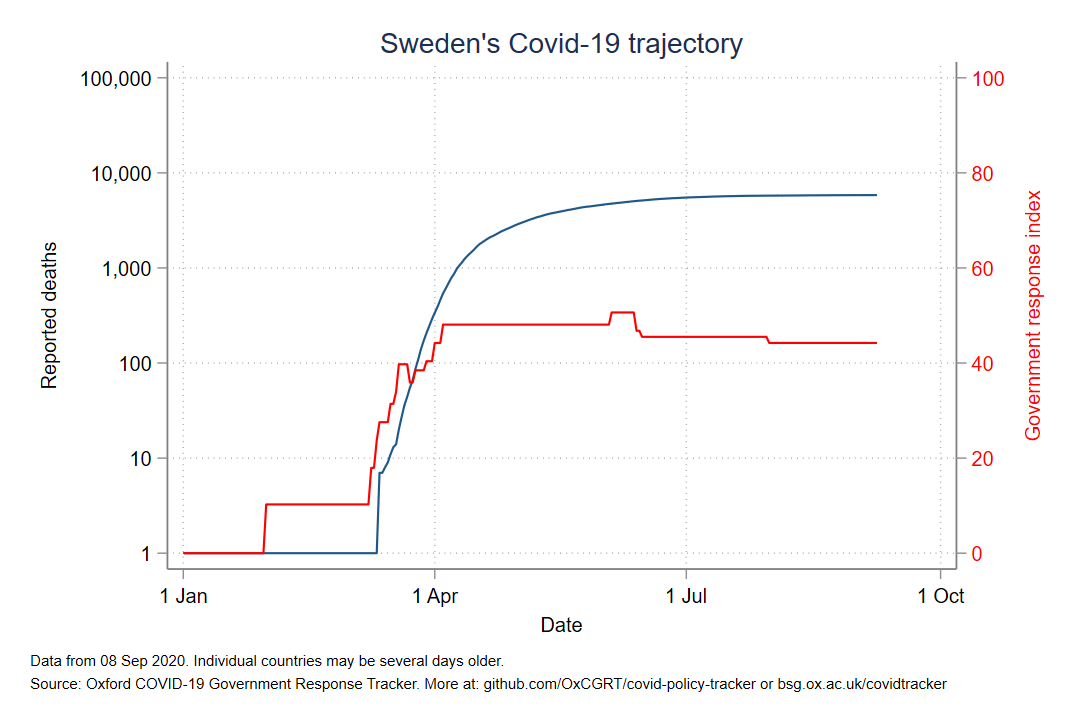 Sweden's Covid-19 trajectory
100,000
10,000
1,000
100
10
1
Reported deaths
100
80
60
40
20
0
Government response index
1 Jan
1 Apr
1 Jul
1 Oct
Date
Data from 08 Sep 2020. Individual countries may be several days older.
Source: Oxford COVID-19 Government Response Tracker. More at: github.com/OxCGRT/covid-policy-tracker or bsg.ox.ac.uk/covidtracker